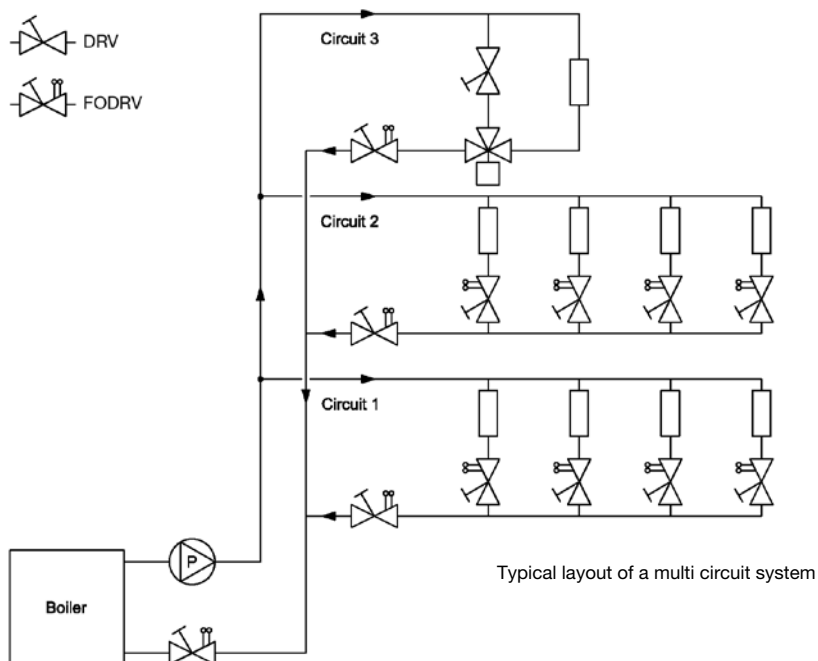 DRV
FODRV
Circuit 3
Circuit 2
Circuit 1
P
Boiler
Typical layout of a multi circuit system